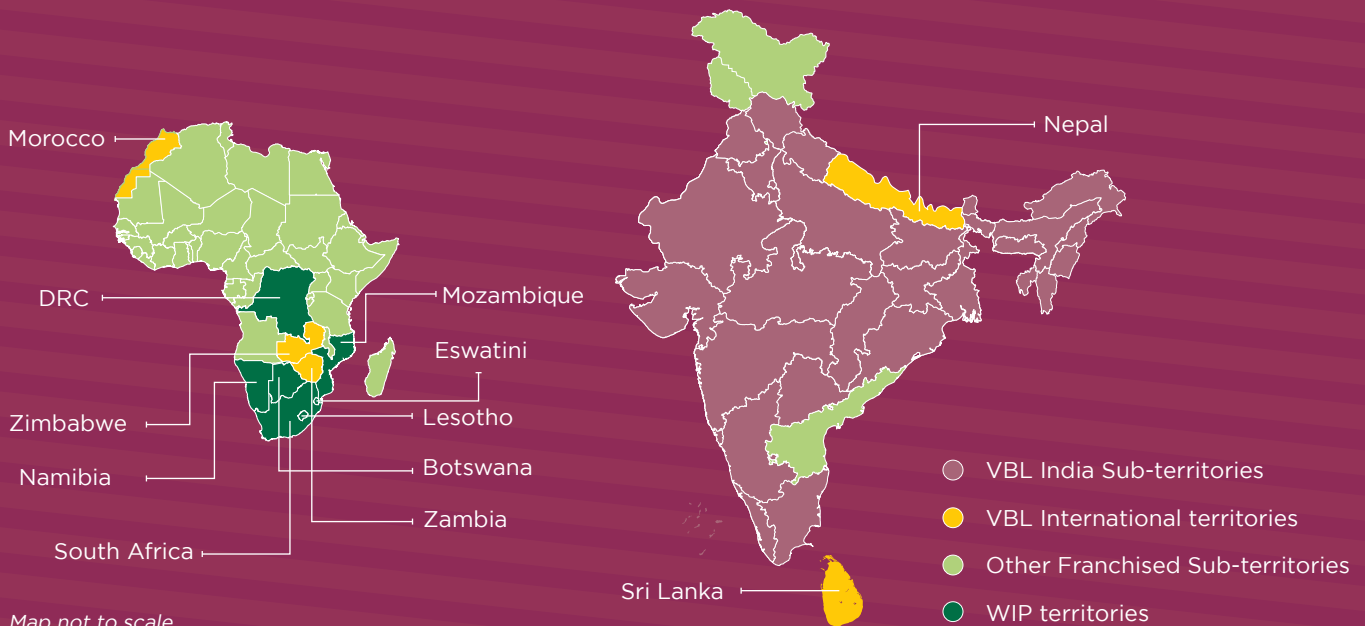 Morocco
DRC
Zimbabwe
Namibia
South Africa
Mozambique
Eswatini
Lesotho
Botswana
Zambia
Map not to scale
Nepal
Sri Lanka
VBL India Sub-territories
VBL International territories
Other Franchised Sub-territories
WIP territories